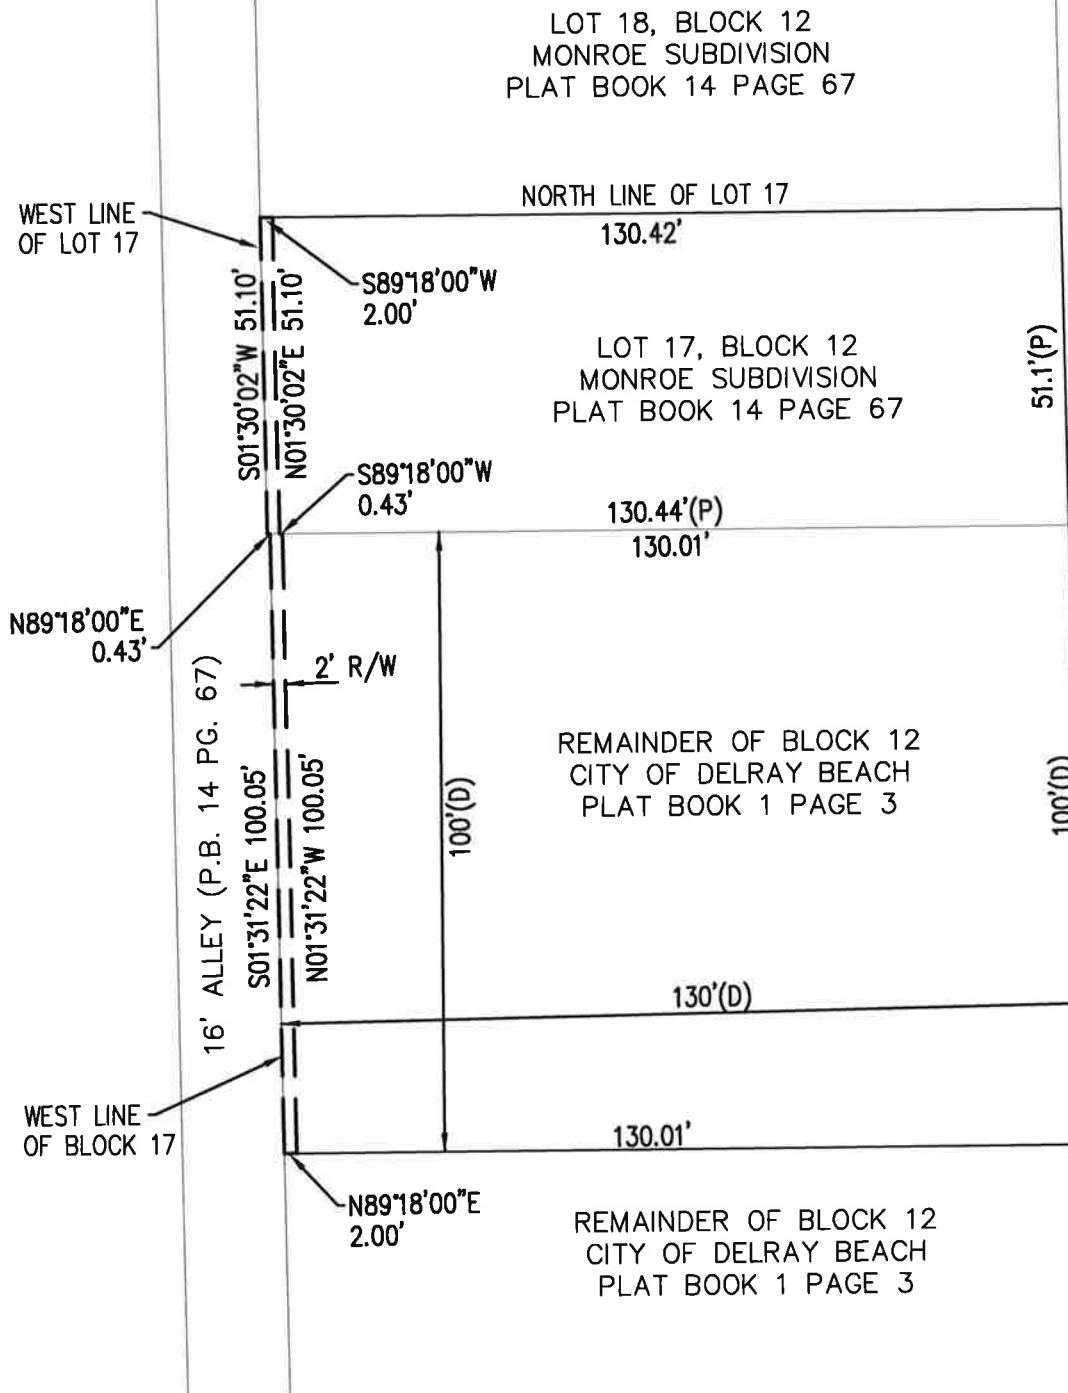 LOT 18, BLOCK 12
MONROE SUBDIVISION
PLAT BOOK 14 PAGE 67
NORTH LINE OF LOT 17
130.42'
WEST LINE
OF LOT 17
S89°18'00"W
2.00'
S01°30'02"W 51.10'
N01°30'02"E 51.10'
LOT 17, BLOCK 12
MONROE SUBDIVISION
PLAT BOOK 14 PAGE 67
51.1'(P)
S89°18'00"W
0.43'
130.44'(P)
130.01'
N89°18'00"E
0.43'
2' R/W
16' ALLEY (P.B. 14 PG. 67)
S01°31'22"E 100.05'
N01°31'22"W 100.05'
100'(D)
REMAINDER OF BLOCK 12
CITY OF DELRAY BEACH
PLAT BOOK 1 PAGE 3
100'(D)
130'(D)
WEST LINE
OF BLOCK 17
130.01'
N89°18'00"E
2.00'
REMAINDER OF BLOCK 12
CITY OF DELRAY BEACH
PLAT BOOK 1 PAGE 3